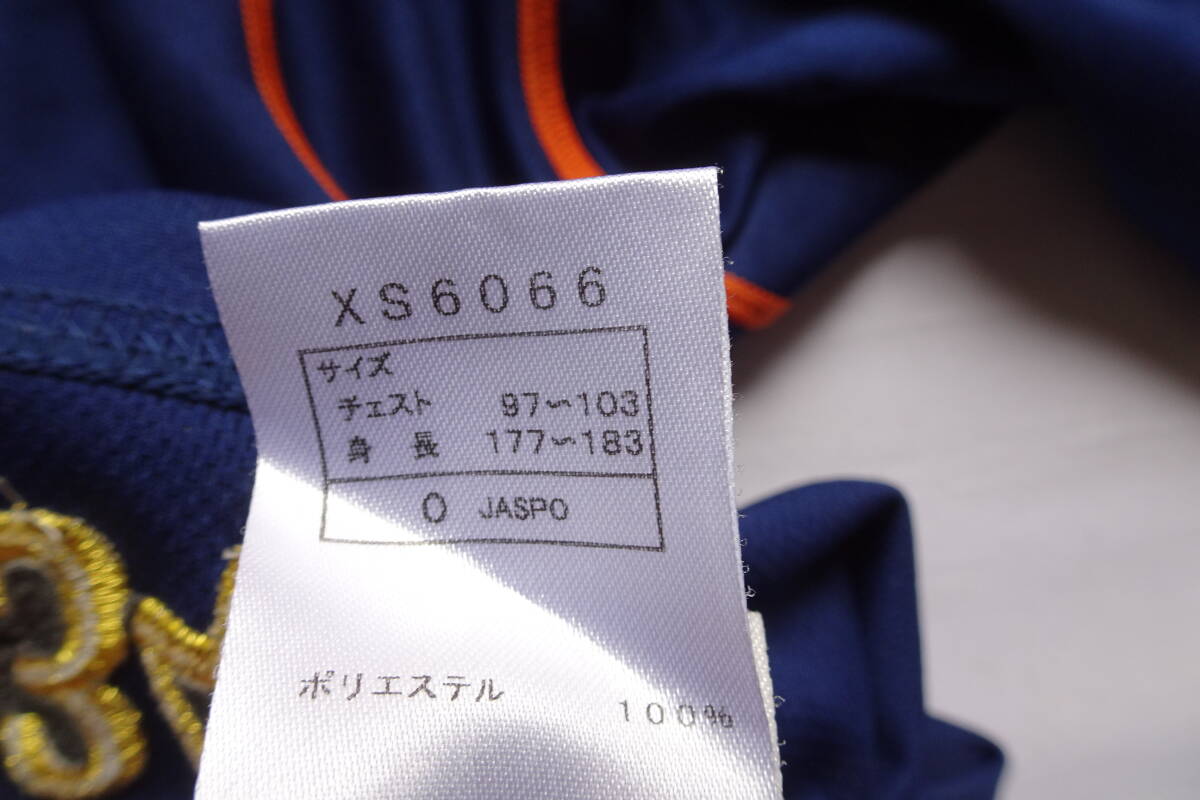 XS6066
サイズ
チェスト 97〜103
身長 177〜183
O JASPO
ポリエステル
100%